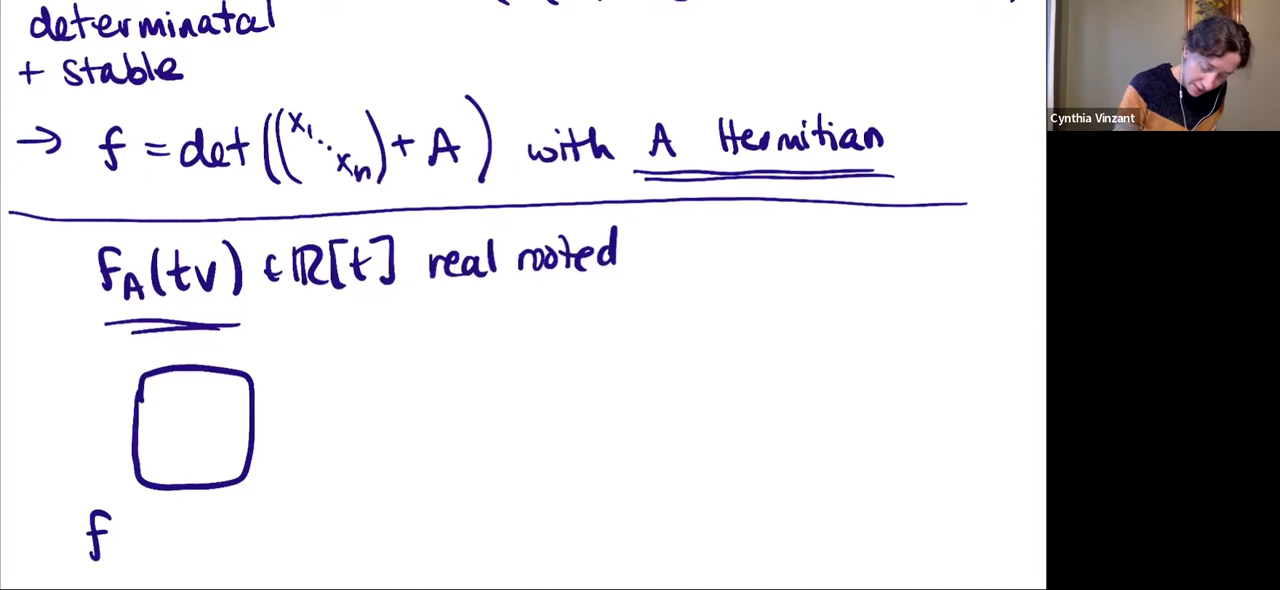 determinatal
+ stable
→ f = det((x₁ ⋱ xₙ) + A) with A Hermitian
f_A(tv) ∈ ℝ[t] real rooted
f
Cynthia Vinzant